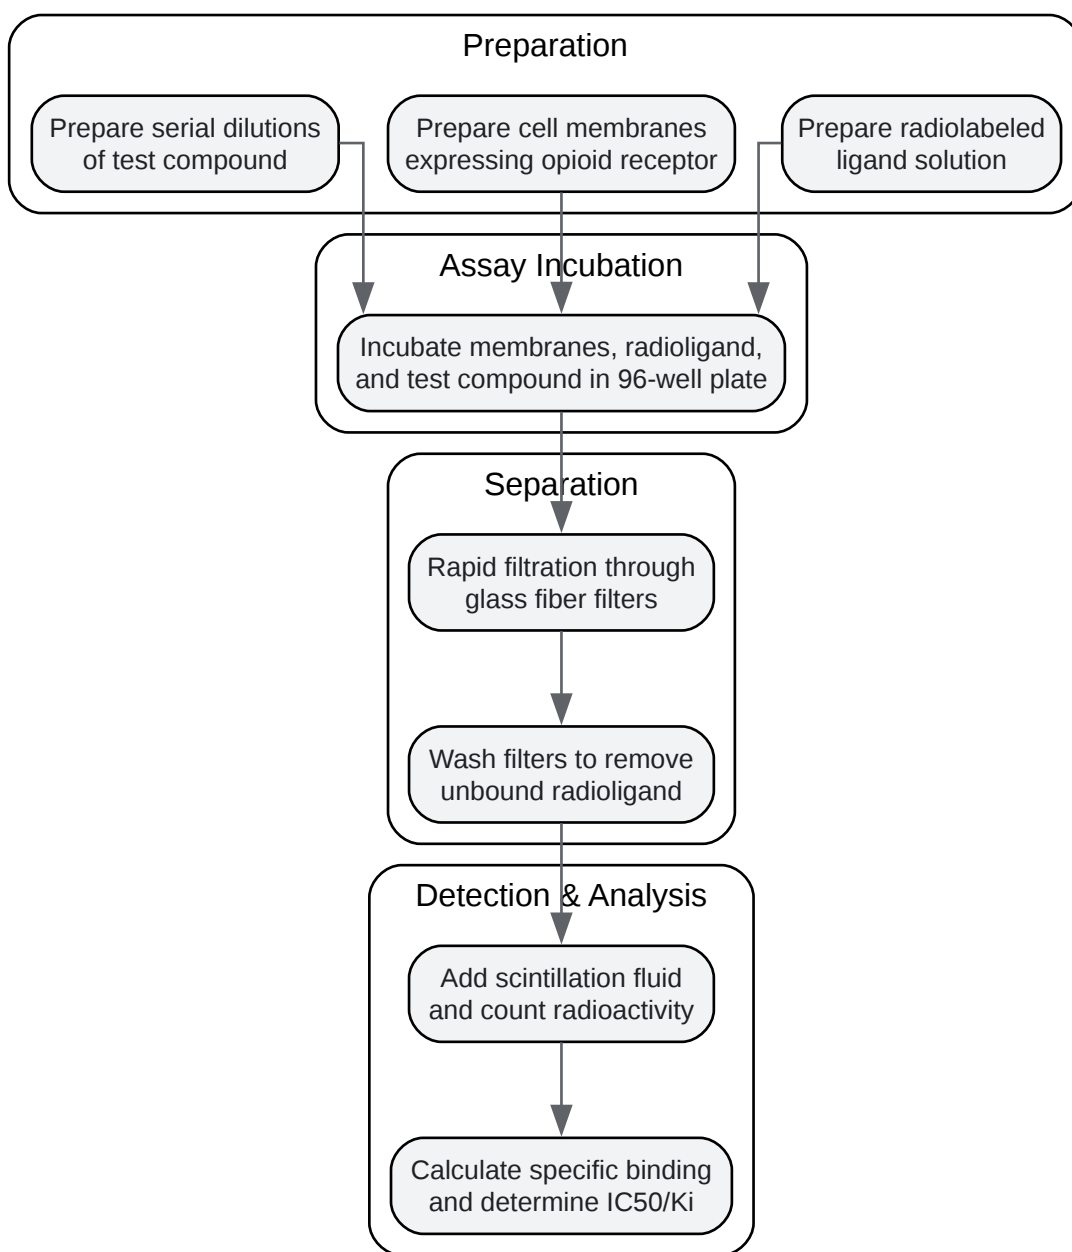 Preparation
Prepare serial dilutions
of test compound
Prepare cell membranes
expressing opioid receptor
Prepare radiolabeled
ligand solution
Assay Incubation
Incubate membranes, radioligand,
and test compound in 96-well plate
Separation
Rapid filtration through
glass fiber filters
Wash filters to remove
unbound radioligand
Detection & Analysis
Add scintillation fluid
and count radioactivity
Calculate specific binding
and determine IC50/Ki